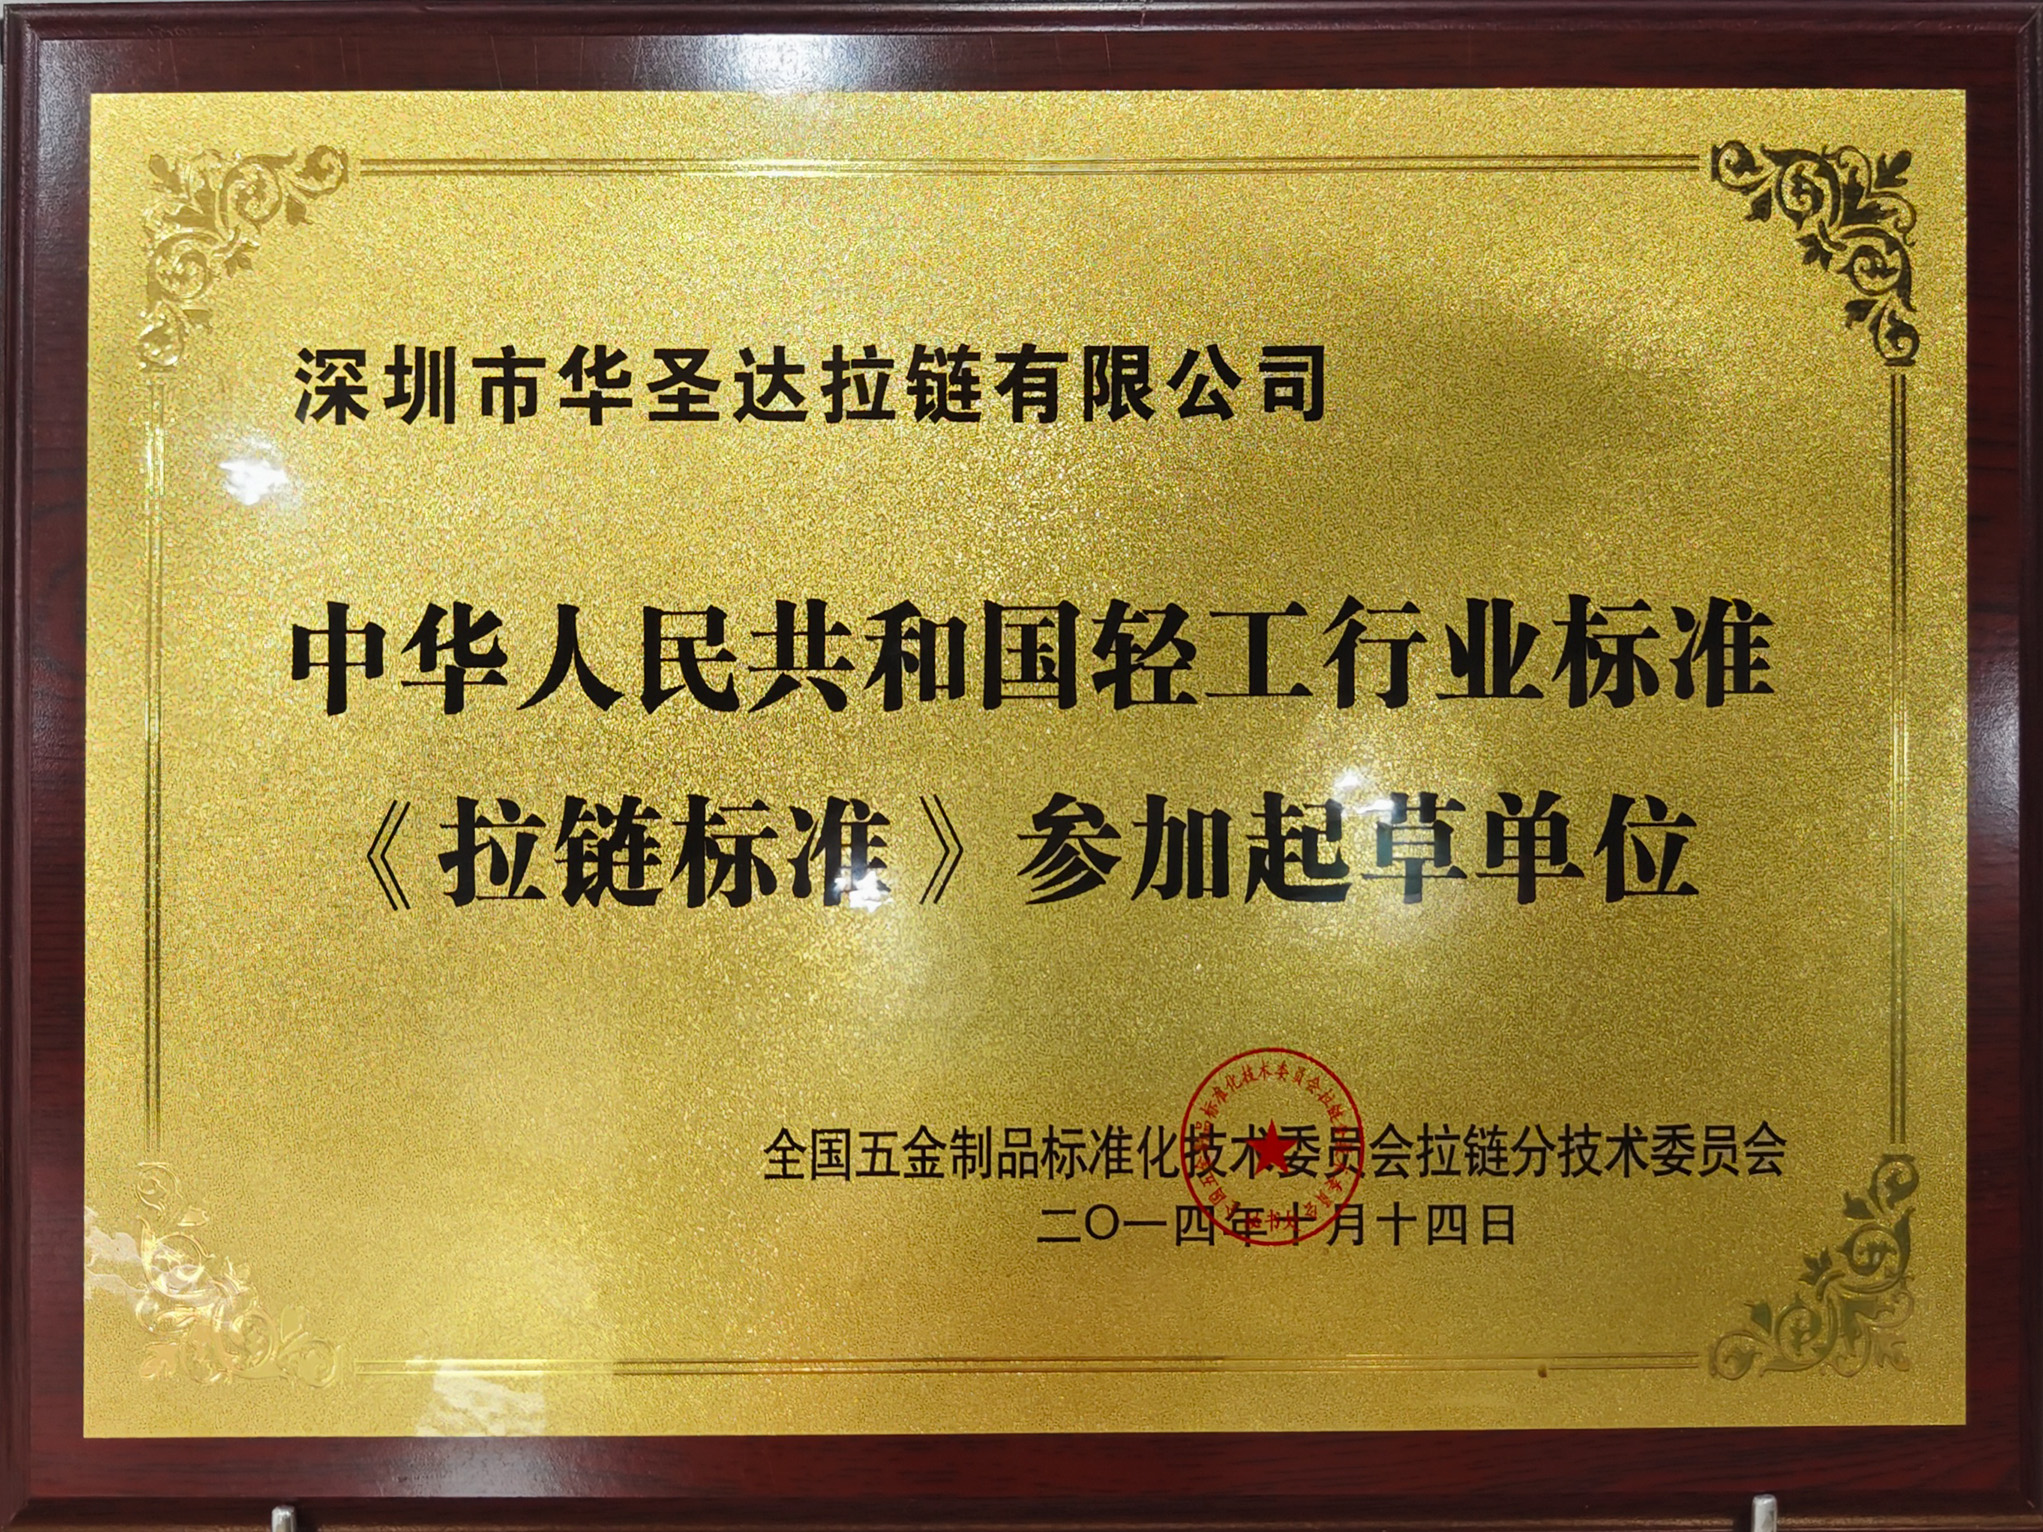 深圳市华圣达拉链有限公司
中华人民共和国轻工行业标准
《拉链标准》参加起草单位
全国五金制品标准化技术委员会拉链分技术委员会
二〇一四年十月十四日